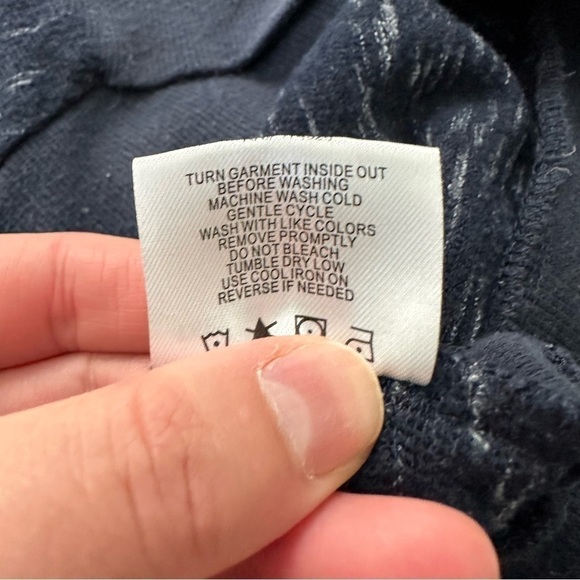 TURN GARMENT INSIDE OUT
BEFORE WASHING
MACHINE WASH COLD
GENTLE CYCLE
WASH WITH LIKE COLORS
REMOVE PROMPTLY
DO NOT BLEACH
TUMBLE DRY LOW
USE COOL IRON ON
REVERSE IF NEEDED